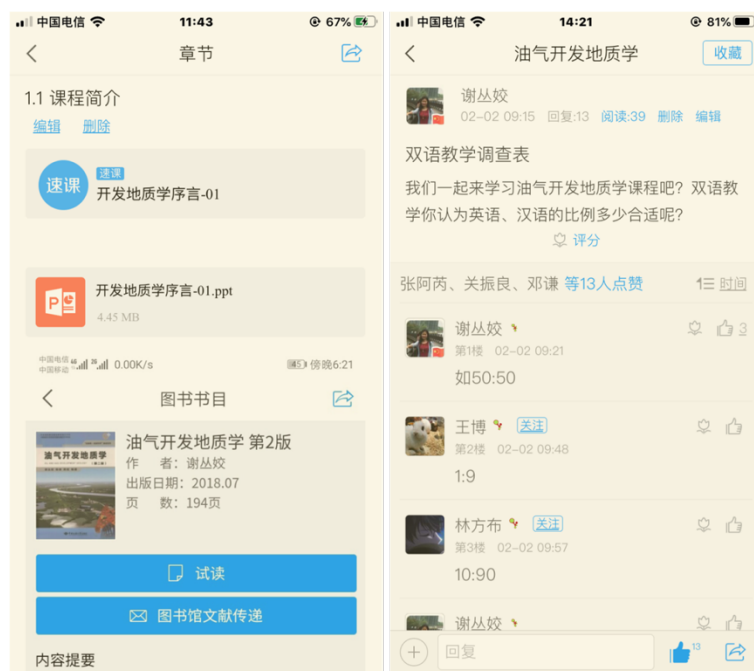 中国电信 11:43 67%
章节
1.1 课程简介
编辑 删除
速课
速课
开发地质学序言-01
开发地质学序言-01.ppt
4.45 MB
中国电信
中国移动 0.00K/s 傍晚6:21
图书书目
油气开发地质学
油气开发地质学 第2版
作 者：谢丛姣
出版日期：2018.07
页 数：194页
试读
图书馆文献传递
内容提要
中国电信 14:21 81%
油气开发地质学 收藏
谢丛姣
02-02 09:15 回复:13 阅读:39 删除 编辑
双语教学调查表
我们一起来学习油气开发地质学课程吧？双语教
学你认为英语、汉语的比例多少合适呢？
评分
张阿芮、关振良、邓谦 等13人点赞 时间
谢丛姣 3
第1楼 02-02 09:21
如50:50
王博 关注
第2楼 02-02 09:48
1:9
林方布 关注
第3楼 02-02 09:57
10:90
谢丛姣
回复 13